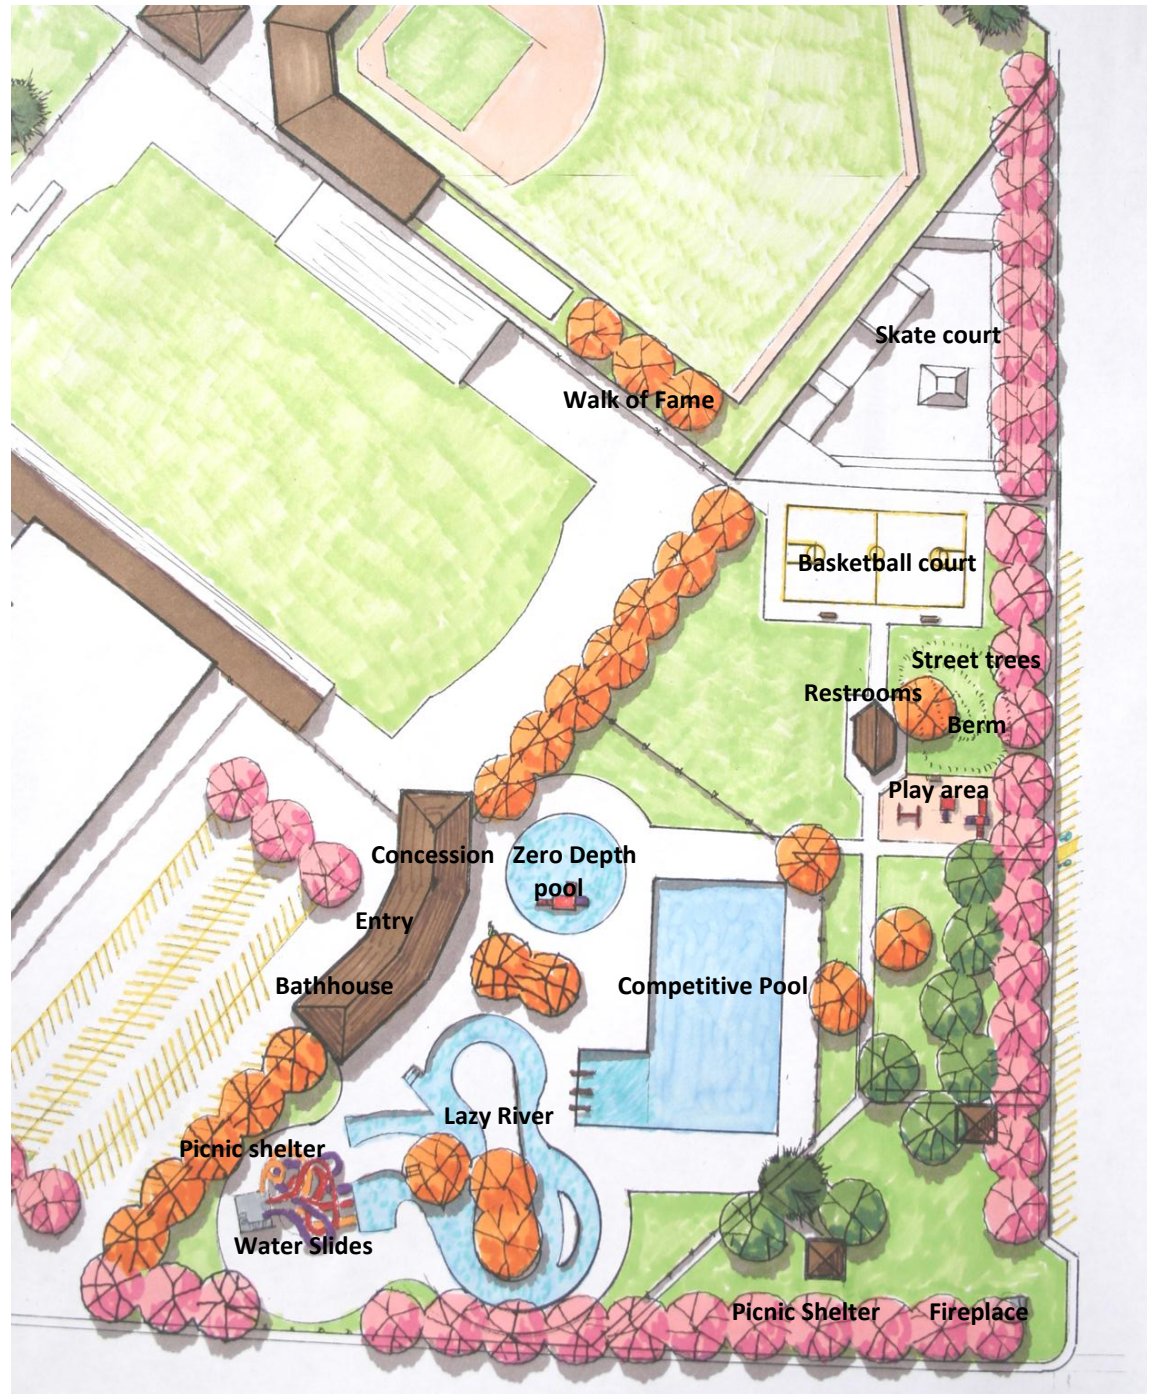 Skate court
Walk of Fame
Basketball court
Street trees
Restrooms
Berm
Play area
Concession
Zero Depth
pool
Entry
Bathhouse
Competitive Pool
Lazy River
Picnic shelter
Water Slides
Picnic Shelter
Fireplace